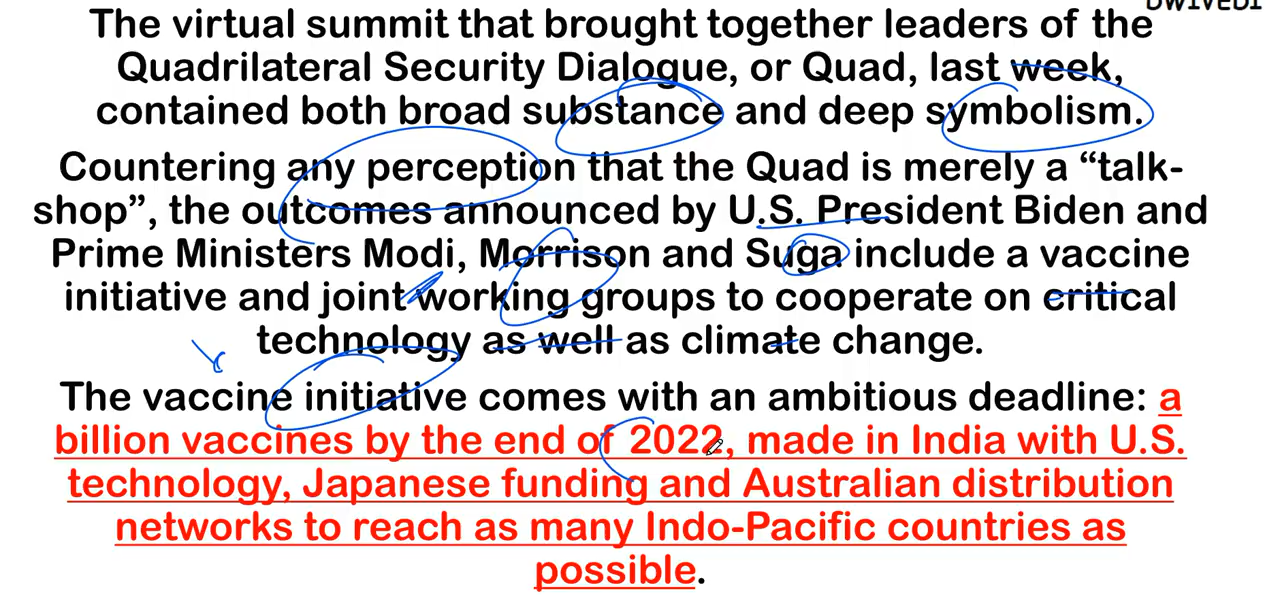 DWIVEDI
The virtual summit that brought together leaders of the
Quadrilateral Security Dialogue, or Quad, last week,
contained both broad substance and deep symbolism.
Countering any perception that the Quad is merely a “talk-
shop”, the outcomes announced by U.S. President Biden and
Prime Ministers Modi, Morrison and Suga include a vaccine
initiative and joint working groups to cooperate on critical
technology as well as climate change.
The vaccine initiative comes with an ambitious deadline: a
billion vaccines by the end of 2022, made in India with U.S.
technology, Japanese funding and Australian distribution
networks to reach as many Indo-Pacific countries as
possible.